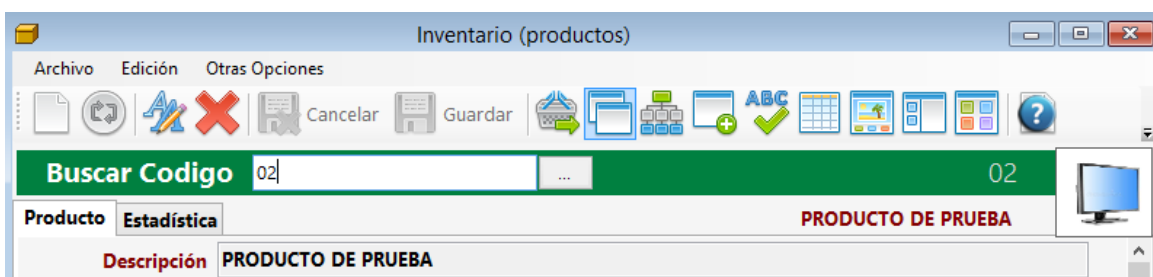 Inventario (productos)
Archivo Edición Otras Opciones
Cancelar Guardar ABC ?
Buscar Codigo 02 ... 02
Producto Estadística PRODUCTO DE PRUEBA
Descripción PRODUCTO DE PRUEBA